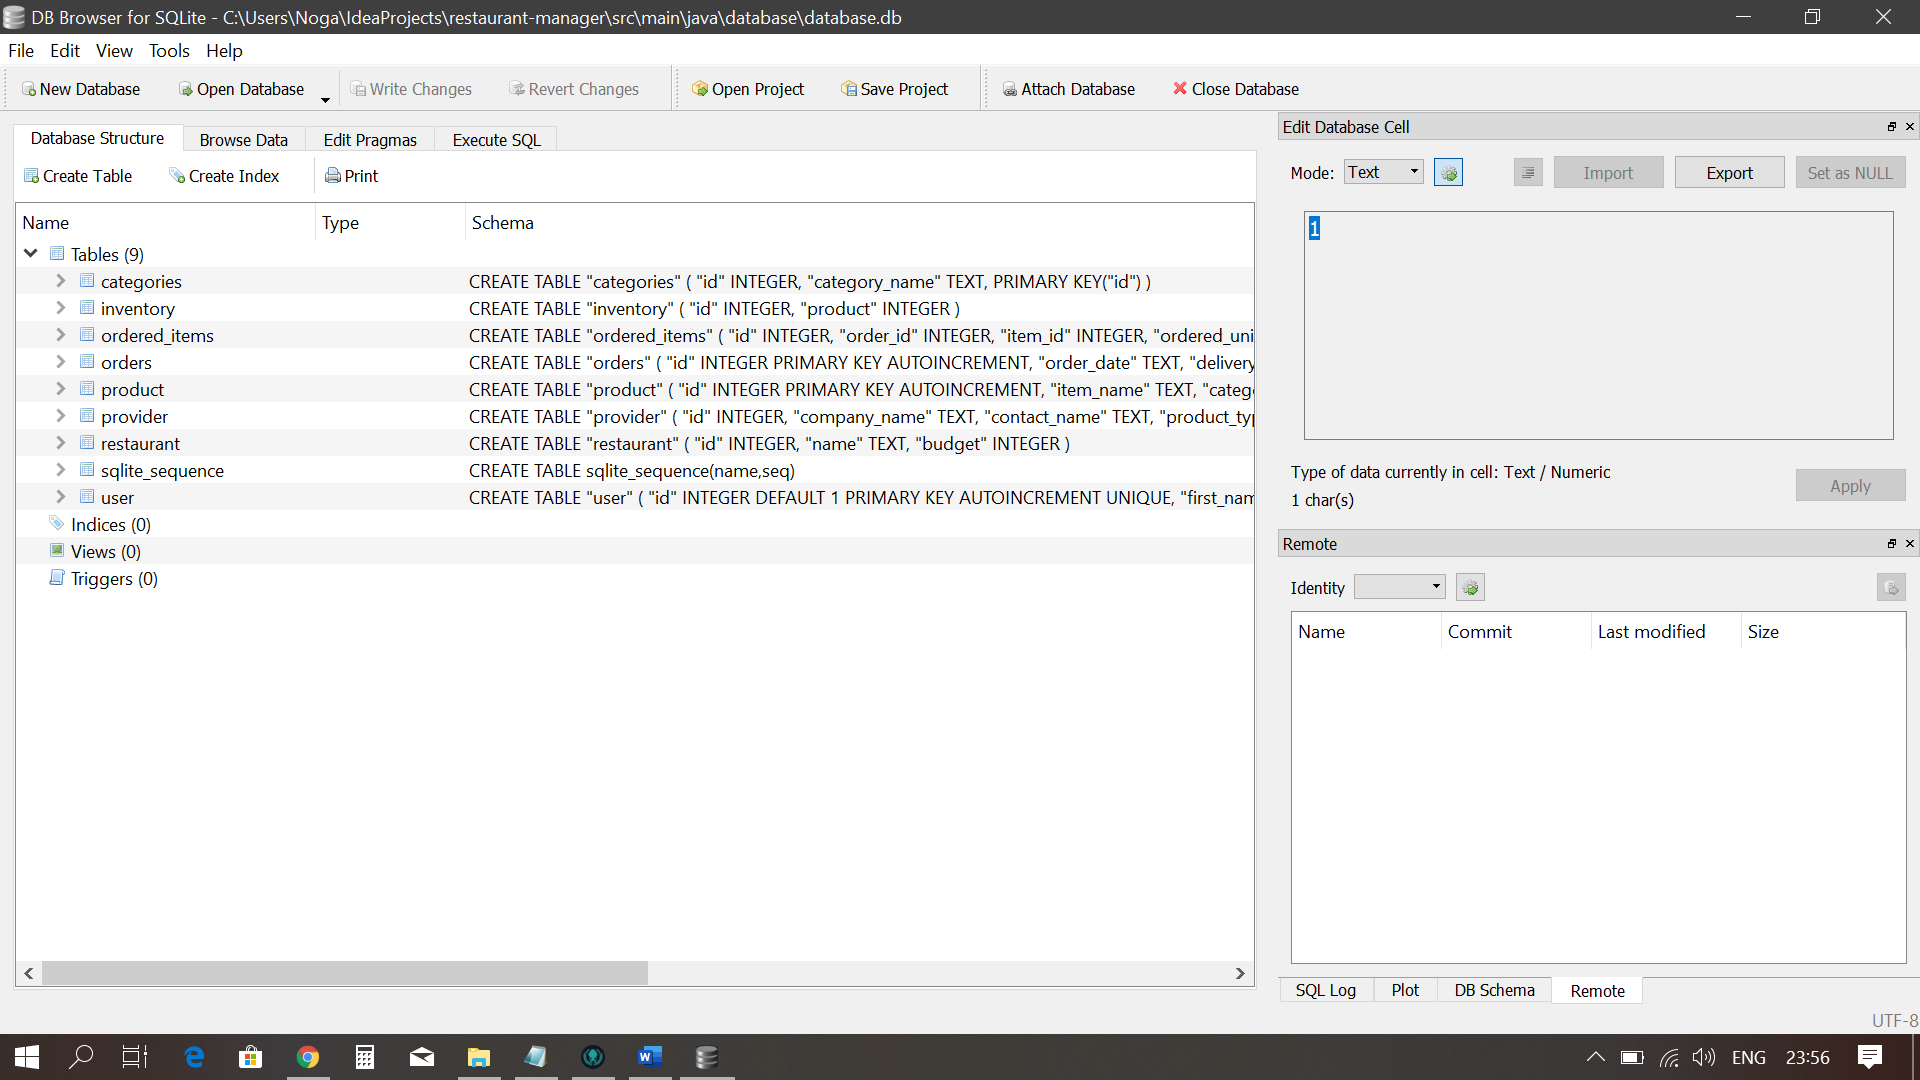 DB Browser for SQLite - C:\Users\Noga\IdeaProjects\restaurant-manager\src\main\java\database\database.db
File Edit View Tools Help
New Database Open Database Write Changes Revert Changes Open Project Save Project Attach Database Close Database
Database Structure Browse Data Edit Pragmas Execute SQL
Create Table Create Index Print
Name Type Schema
Tables (9)
categories CREATE TABLE "categories" ( "id" INTEGER, "category_name" TEXT, PRIMARY KEY("id") )
inventory CREATE TABLE "inventory" ( "id" INTEGER, "product" INTEGER )
ordered_items CREATE TABLE "ordered_items" ( "id" INTEGER, "order_id" INTEGER, "item_id" INTEGER, "ordered_uni
orders CREATE TABLE "orders" ( "id" INTEGER PRIMARY KEY AUTOINCREMENT, "order_date" TEXT, "delivery
product CREATE TABLE "product" ( "id" INTEGER PRIMARY KEY AUTOINCREMENT, "item_name" TEXT, "categ
provider CREATE TABLE "provider" ( "id" INTEGER, "company_name" TEXT, "contact_name" TEXT, "product_typ
restaurant CREATE TABLE "restaurant" ( "id" INTEGER, "name" TEXT, "budget" INTEGER )
sqlite_sequence CREATE TABLE sqlite_sequence(name,seq)
user CREATE TABLE "user" ( "id" INTEGER DEFAULT 1 PRIMARY KEY AUTOINCREMENT UNIQUE, "first_nam
Indices (0)
Views (0)
Triggers (0)
Edit Database Cell
Mode: Text Import Export Set as NULL
1
Type of data currently in cell: Text / Numeric
1 char(s)
Apply
Remote
Identity
Name Commit Last modified Size
SQL Log Plot DB Schema Remote
UTF-8
ENG 23:56